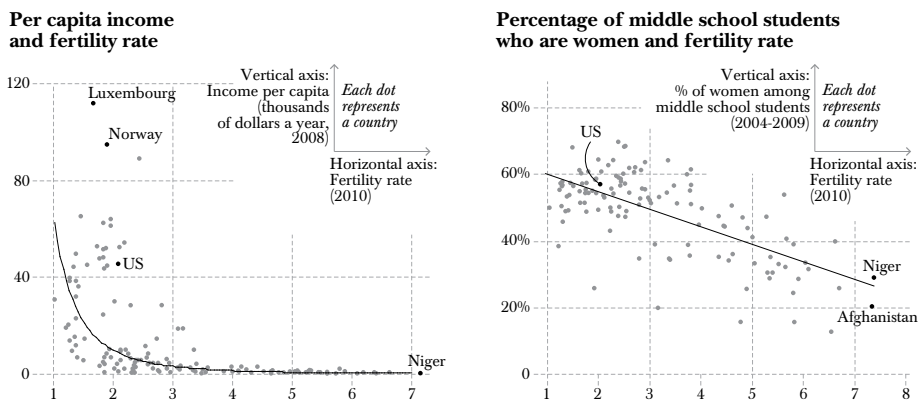 Per capita income
and fertility rate
Vertical axis:
Income per capita
(thousands
of dollars a year,
2008)
Each dot
represents
a country
Horizontal axis:
Fertility rate
(2010)
120
80
40
0
Luxembourg
Norway
US
Niger
1 2 3 4 5 6 7
Percentage of middle school students
who are women and fertility rate
Vertical axis:
% of women among
middle school students
(2004-2009)
Each dot
represents
a country
Horizontal axis:
Fertility rate
(2010)
80%
60%
40%
20%
0
US
Niger
Afghanistan
1 2 3 4 5 6 7 8